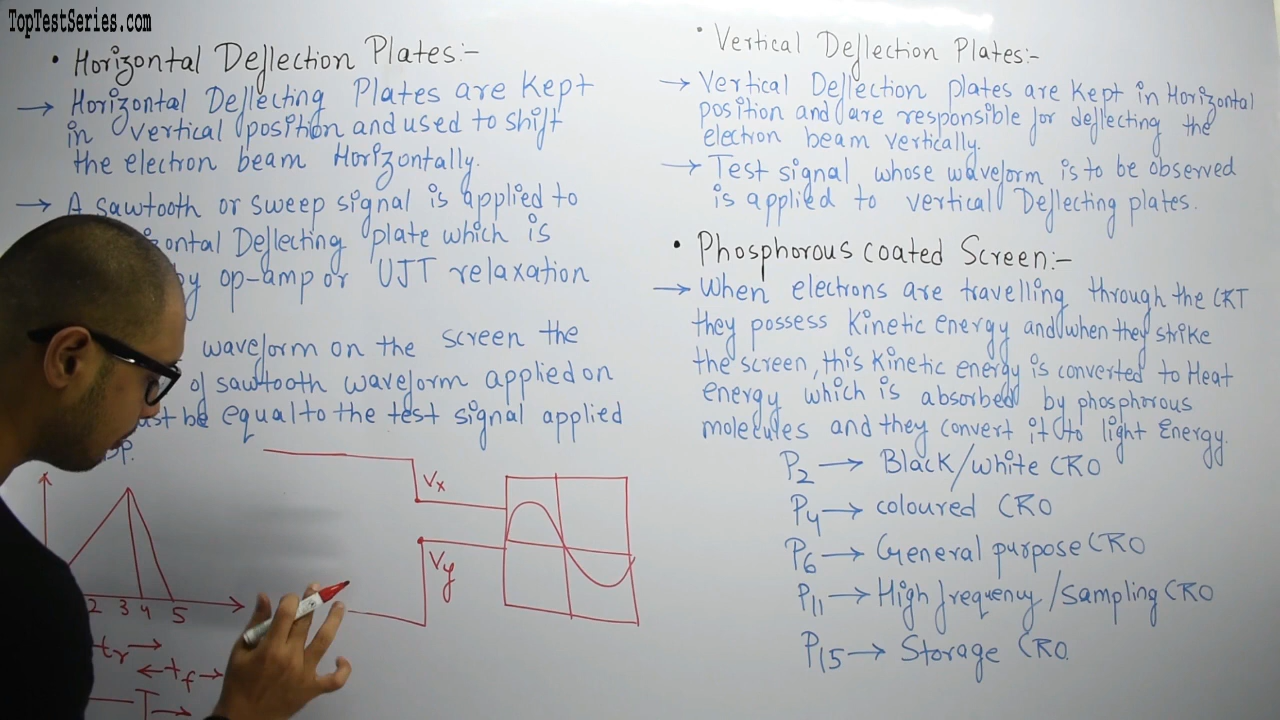 TopTestSeries.com
• Horizontal Deflection Plates:-
→ Horizontal Deflecting Plates are Kept
in vertical position and used to shift
the electron beam Horizontally.
→ A sawtooth or sweep signal is applied to
zontal Deflecting plate which is
by op-amp or UJT relaxation
waveform on the screen the
of sawtooth waveform applied on
ust be equal to the test signal applied
DP.
Vx
Vy
2 3 4 5
tr
tf
T
• Vertical Deflection Plates:-
→ Vertical Deflection plates are Kept in Horizontal
position and are responsible for deflecting the
electron beam vertically.
→ Test signal whose waveform is to be observed
is applied to vertical Deflecting plates.
• Phosphorous coated Screen:-
→ When electrons are travelling through the CRT
they possess Kinetic energy and when they strike
the screen, this Kinetic energy is converted to Heat
energy which is absorbed by phosphorous
molecules and they convert it to light Energy.
P2 → Black/white CRO
P4 → coloured CRO
P6 → General purpose CRO
P11 → High frequency/Sampling CRO
P15 → Storage CRO.